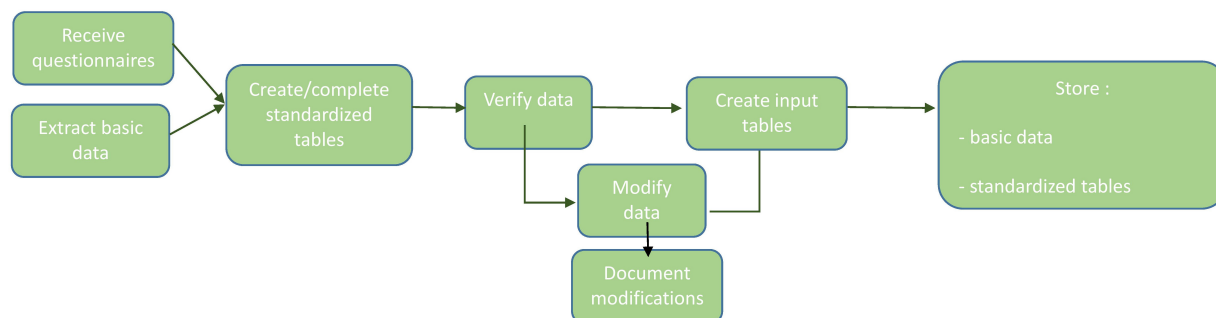 Receive
questionnaires
Extract basic
data
Create/complete
standardized
tables
Verify data
Modify
data
Document
modifications
Create input
tables
Store :
- basic data
- standardized tables